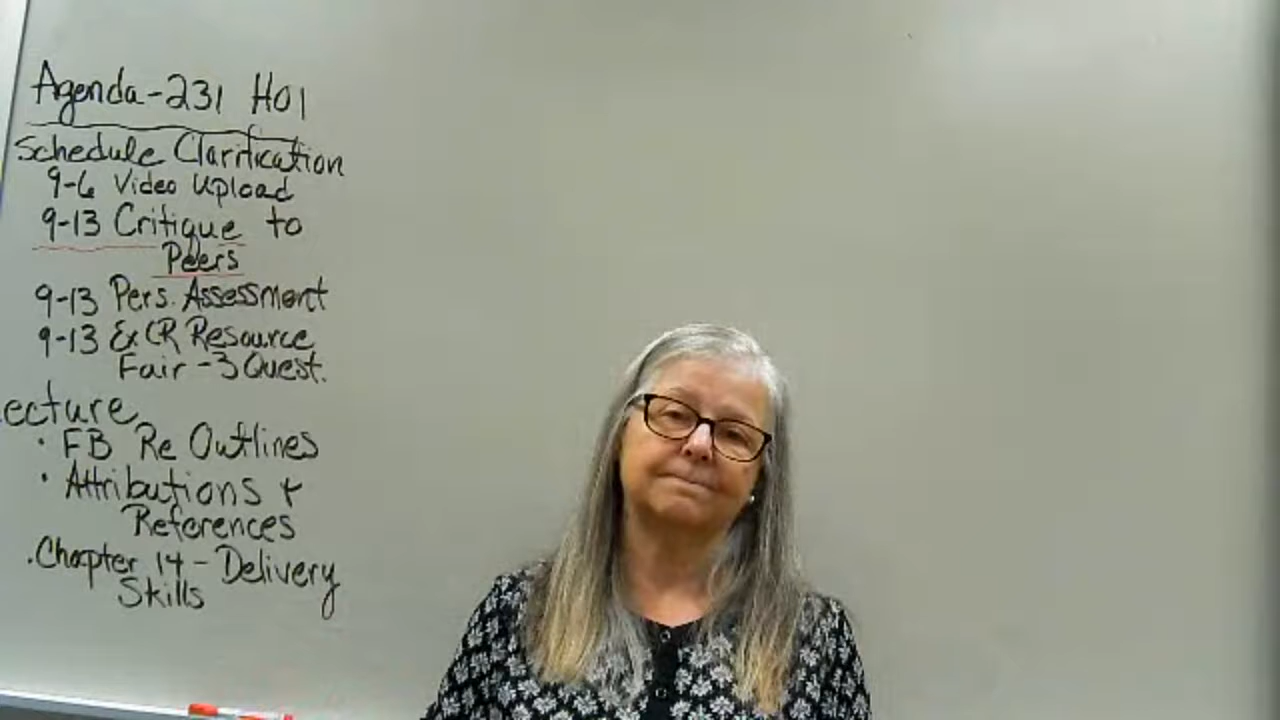 Agenda-231 H01
Schedule Clarification
9-6 Video Upload
9-13 Critique to
Peers
9-13 Pers. Assessment
9-13 Ex CR Resource
Fair -3 Quest.
ecture
• FB Re Outlines
• Attributions +
References
• Chapter 14 - Delivery
Skills